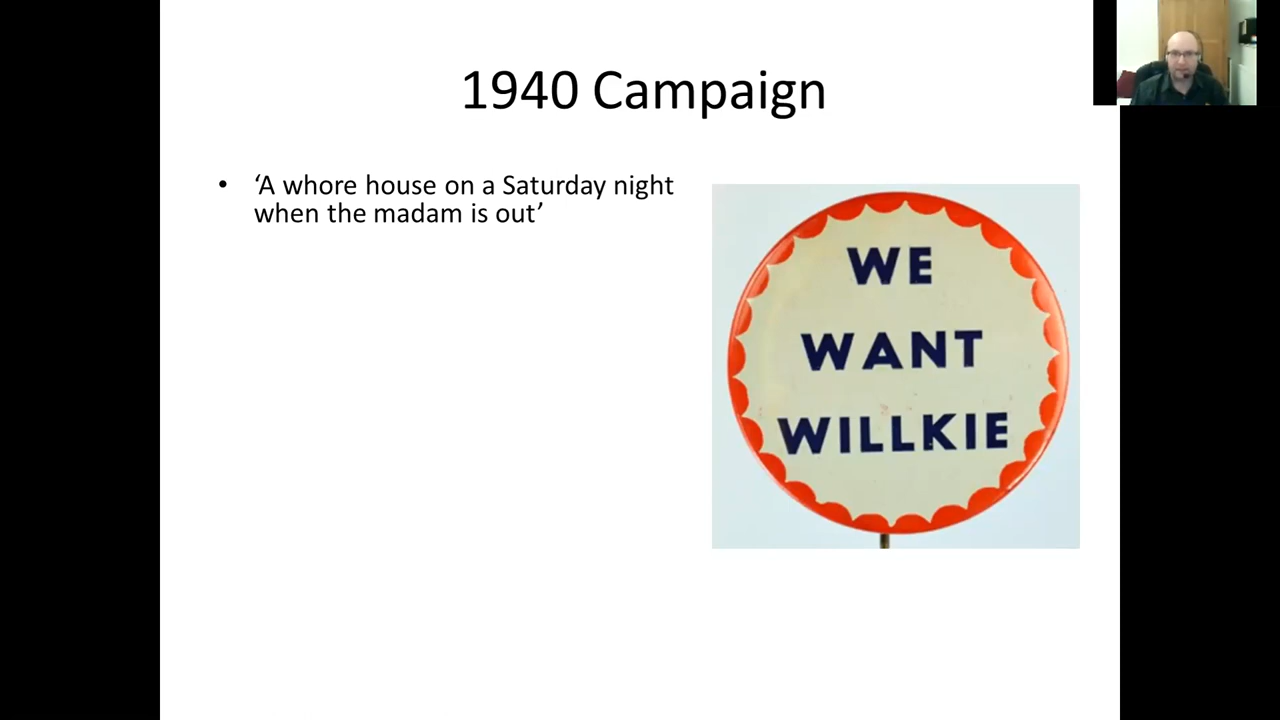 1940 Campaign
• ‘A whore house on a Saturday night
when the madam is out’
WE
WANT
WILLKIE